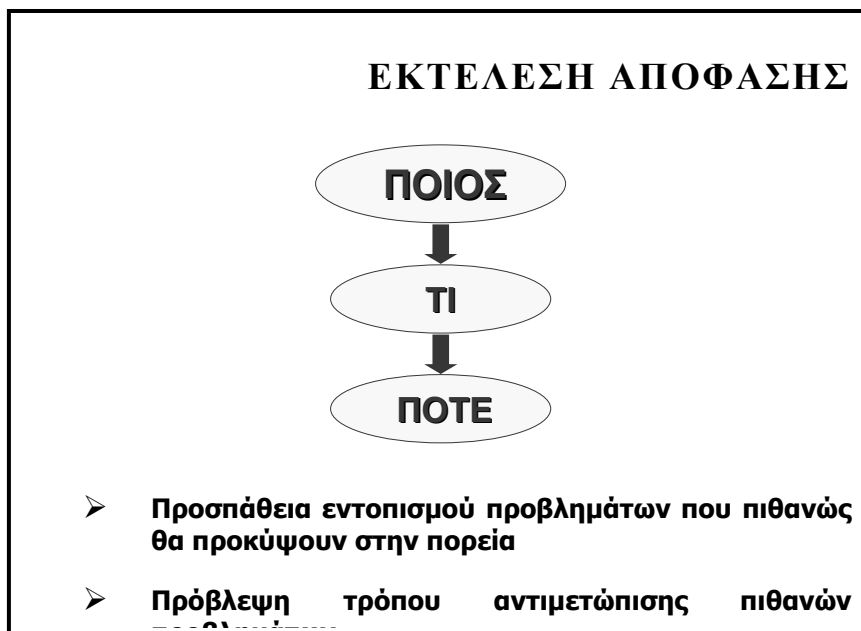 ΕΚΤΕΛΕΣΗ ΑΠΟΦΑΣΗΣ
ΠΟΙΟΣ
ΤΙ
ΠΟΤΕ
➢ Προσπάθεια εντοπισμού προβλημάτων που πιθανώς
θα προκύψουν στην πορεία
➢ Πρόβλεψη τρόπου αντιμετώπισης πιθανών